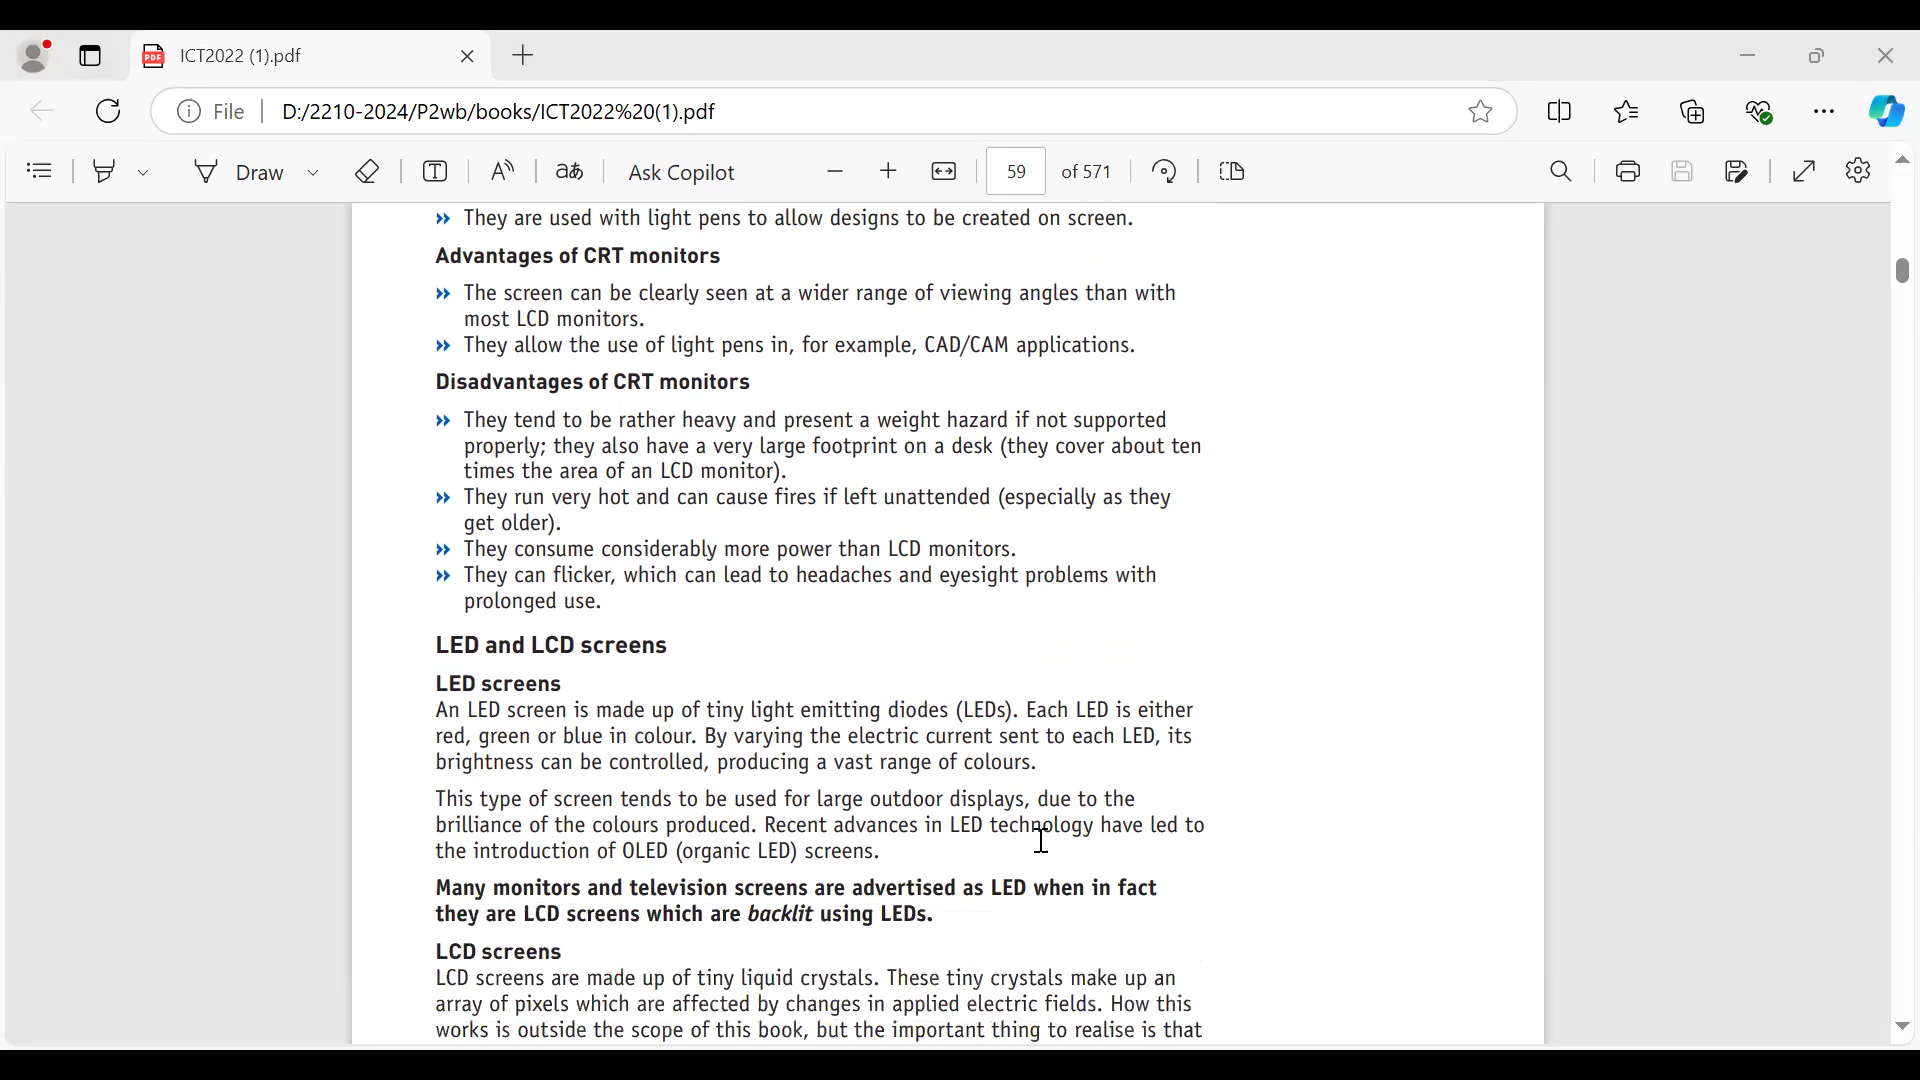 ICT2022 (1).pdf
File
D:/2210-2024/P2wb/books/ICT2022%20(1).pdf
Draw
Ask Copilot
59 of 571
» They are used with light pens to allow designs to be created on screen.
Advantages of CRT monitors
» The screen can be clearly seen at a wider range of viewing angles than with
most LCD monitors.
» They allow the use of light pens in, for example, CAD/CAM applications.
Disadvantages of CRT monitors
» They tend to be rather heavy and present a weight hazard if not supported
properly; they also have a very large footprint on a desk (they cover about ten
times the area of an LCD monitor).
» They run very hot and can cause fires if left unattended (especially as they
get older).
» They consume considerably more power than LCD monitors.
» They can flicker, which can lead to headaches and eyesight problems with
prolonged use.
LED and LCD screens
LED screens
An LED screen is made up of tiny light emitting diodes (LEDs). Each LED is either
red, green or blue in colour. By varying the electric current sent to each LED, its
brightness can be controlled, producing a vast range of colours.
This type of screen tends to be used for large outdoor displays, due to the
brilliance of the colours produced. Recent advances in LED technology have led to
the introduction of OLED (organic LED) screens.
Many monitors and television screens are advertised as LED when in fact
they are LCD screens which are backlit using LEDs.
LCD screens
LCD screens are made up of tiny liquid crystals. These tiny crystals make up an
array of pixels which are affected by changes in applied electric fields. How this
works is outside the scope of this book, but the important thing to realise is that